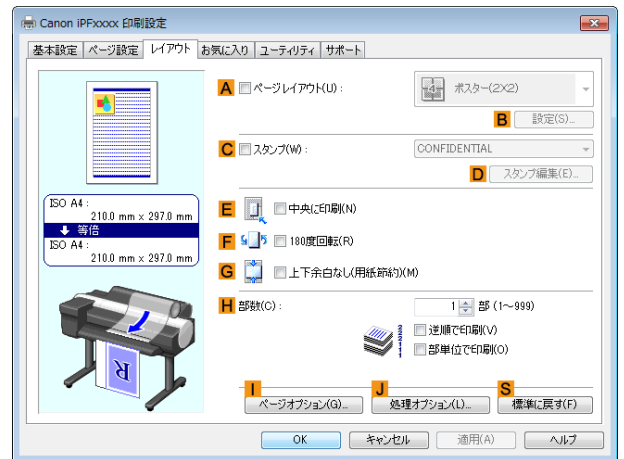 Canon iPFxxxx 印刷設定
基本設定 ページ設定 レイアウト お気に入り ユーティリティ サポート
A ページレイアウト(U) : 4 ポスター(2X2)
B 設定(S)...
C スタンプ(W) : CONFIDENTIAL
D スタンプ編集(E)...
ISO A4 :
210.0 mm x 297.0 mm
等倍
ISO A4 :
210.0 mm x 297.0 mm
E 中央に印刷(N)
F 180度回転(R)
G 上下余白なし(用紙節約)(M)
H 部数(C) : 1 部 (1～999)
逆順で印刷(V)
部単位で印刷(O)
3
2
2
1
1
R
I ページオプション(G)... J 処理オプション(L)... S 標準に戻す(F)
OK キャンセル 適用(A) ヘルプ